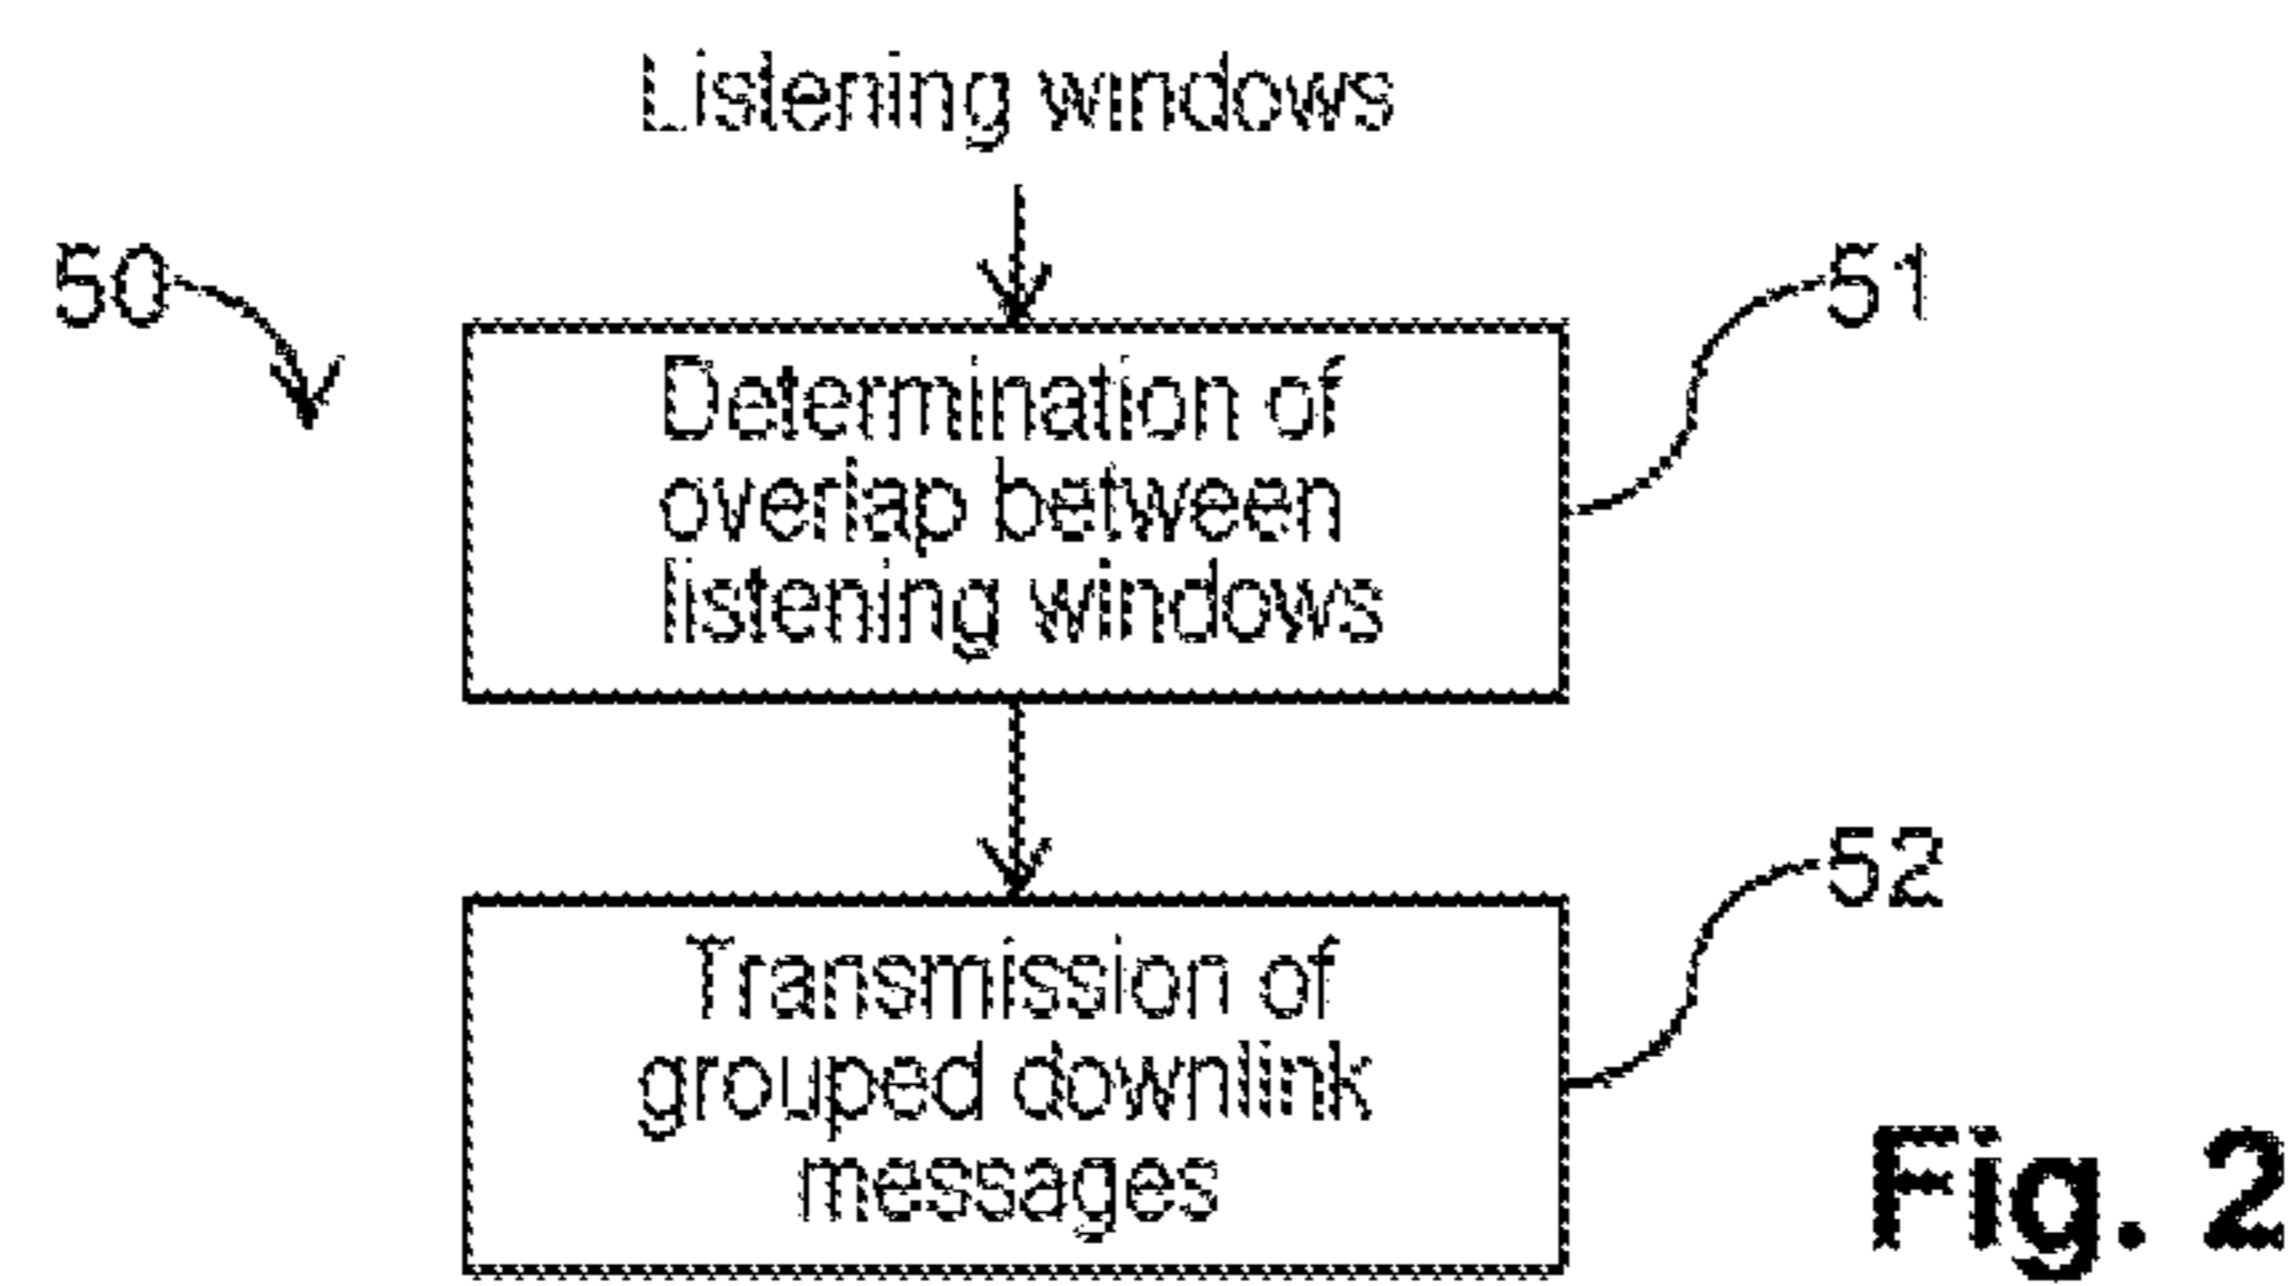 Listening windows
50
51
Determination of
overlap between
listening windows
52
Transmission of
grouped downlink
messages
Fig. 2